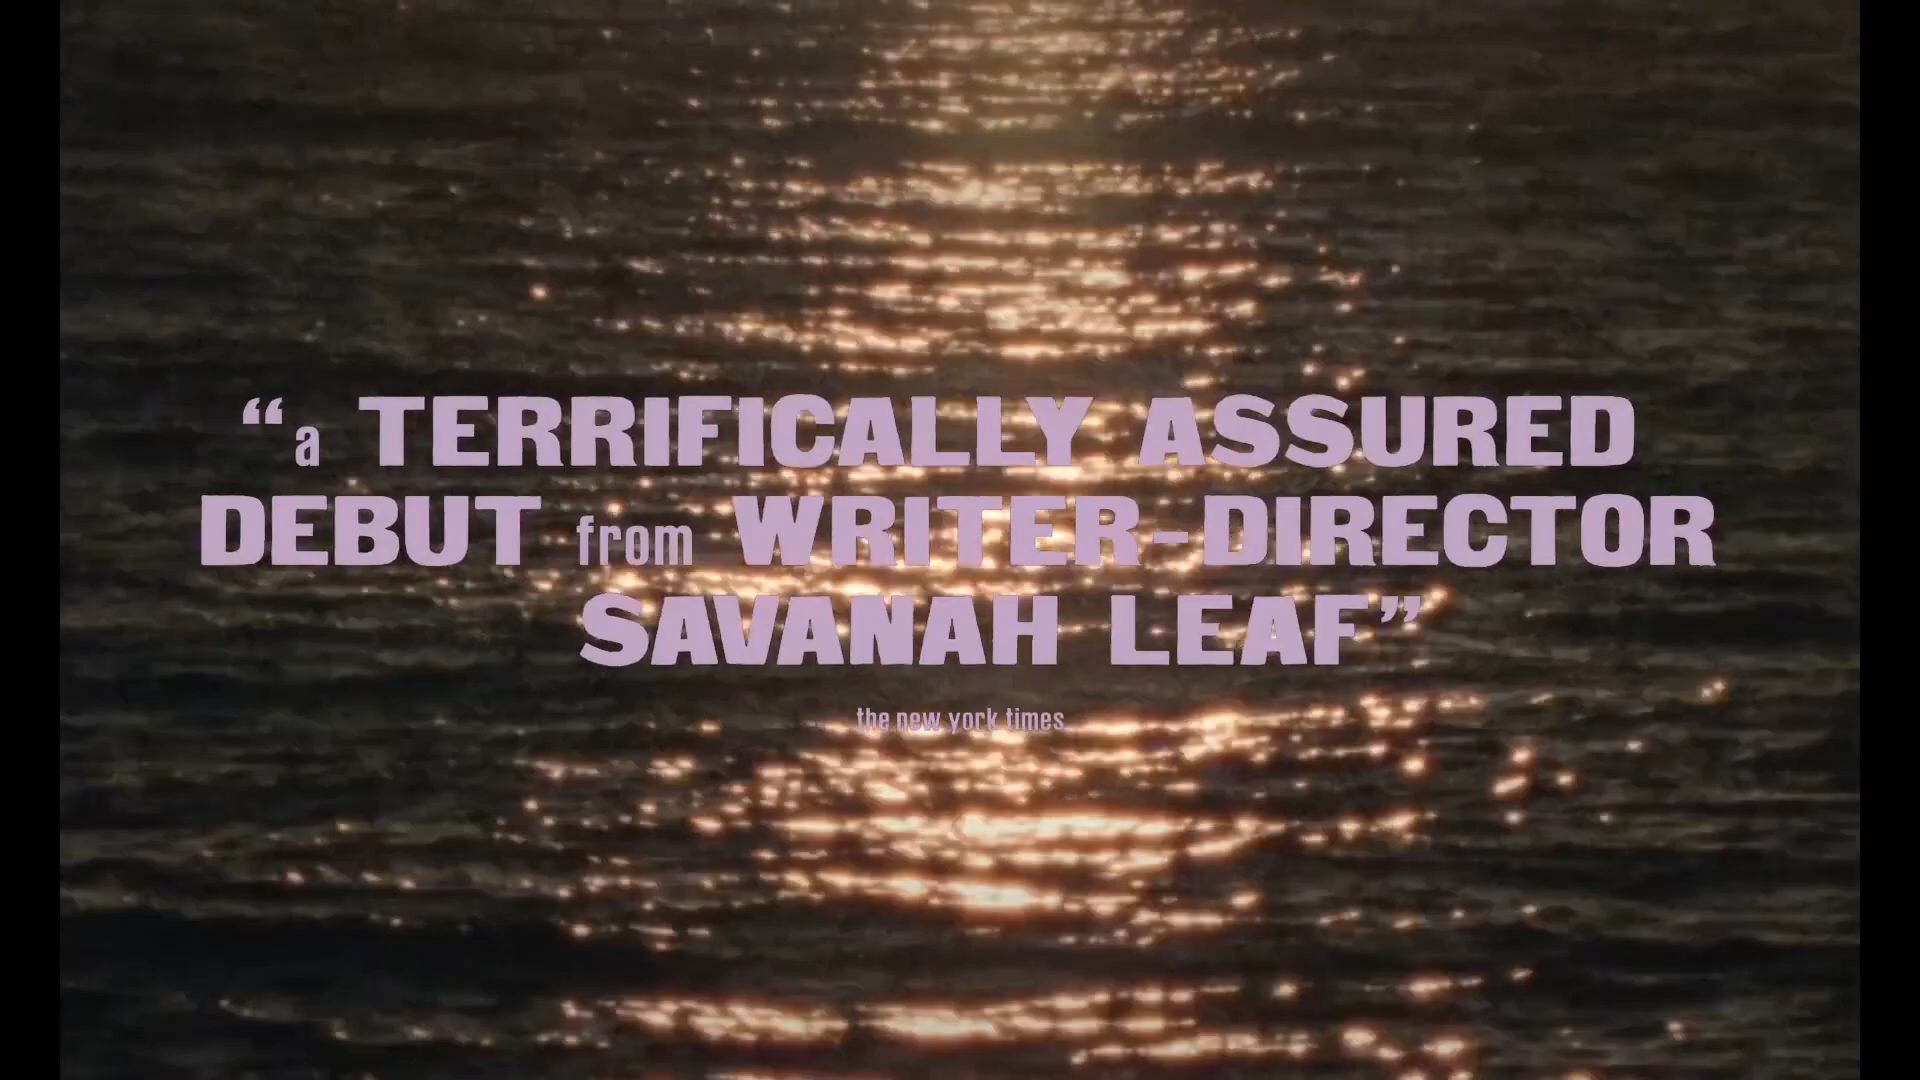 “a TERRIFICALLY ASSURED
DEBUT from WRITER-DIRECTOR
SAVANAH LEAF”
the new york times